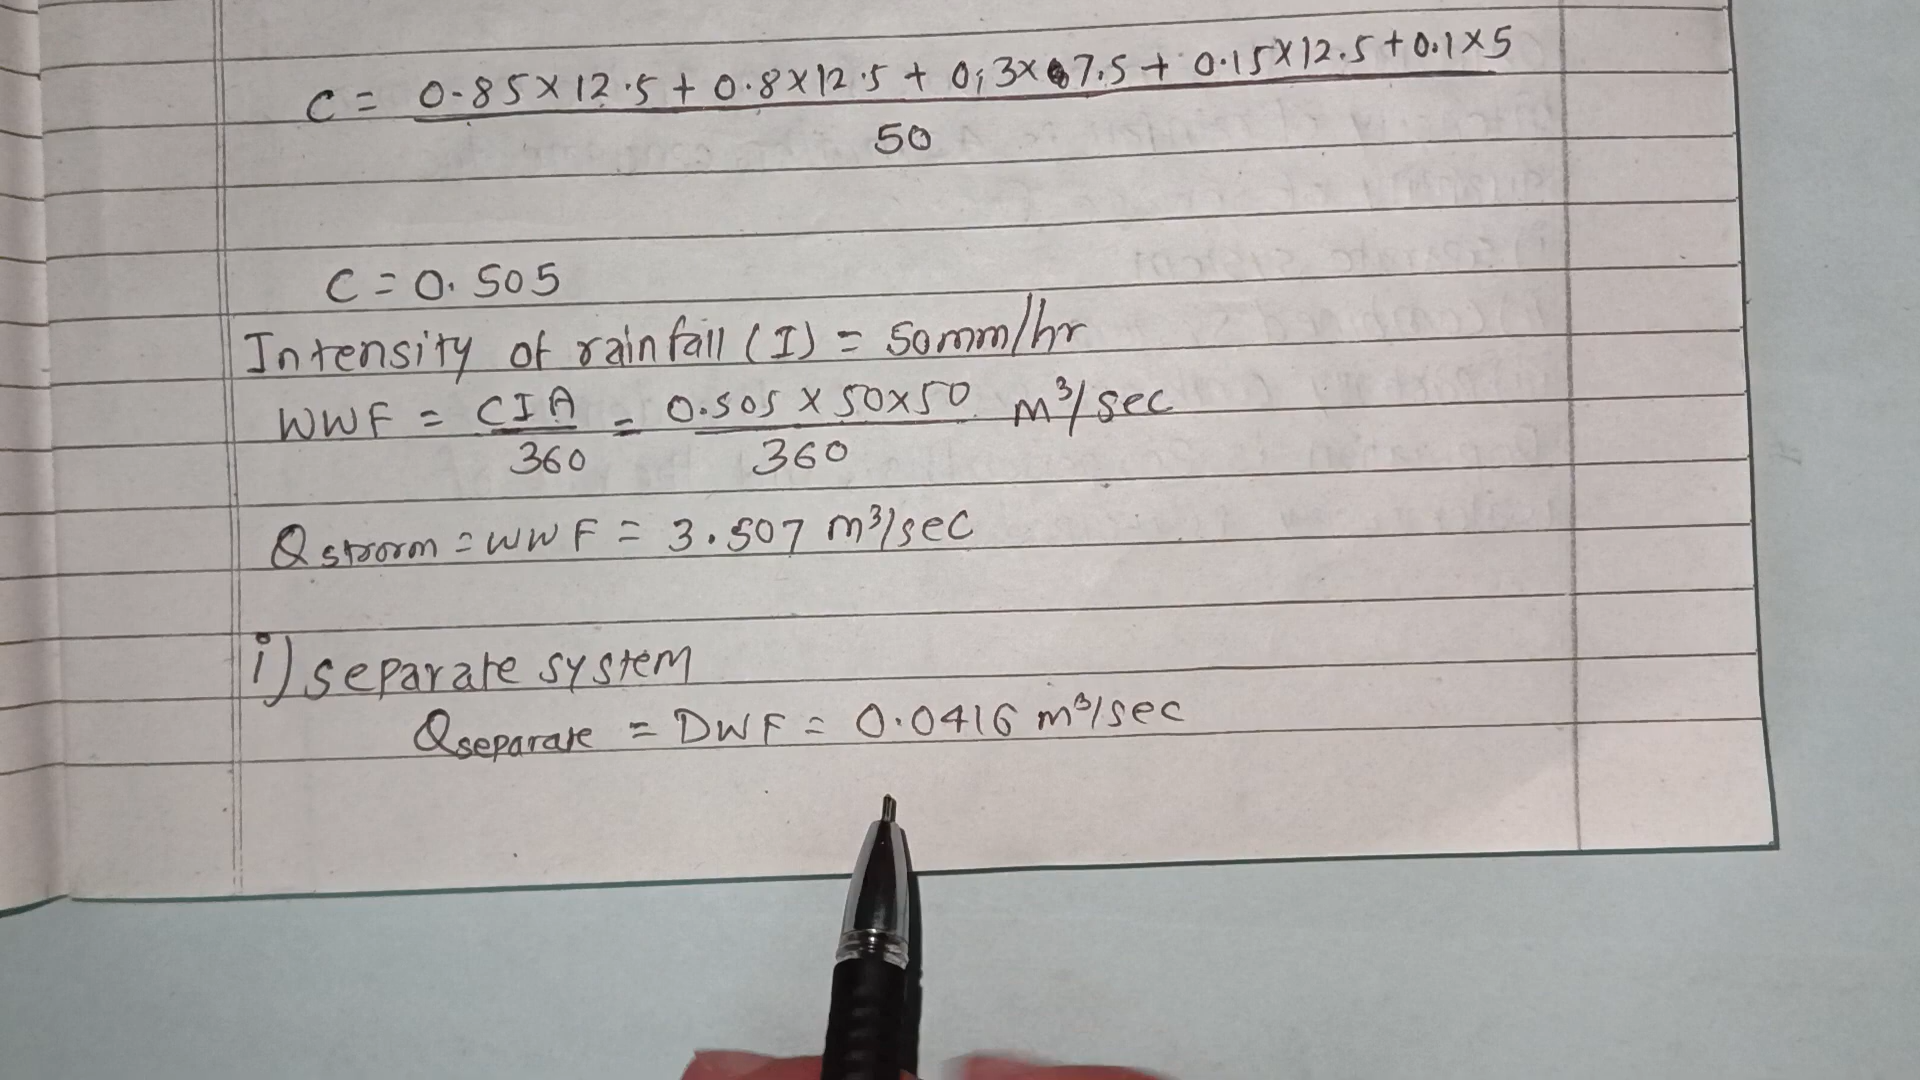 C = 0.85×12.5 + 0.8×12.5 + 0,3×7.5 + 0.15×12.5 + 0.1×5
50
C = 0.505
Intensity of rainfall (I) = 50mm/hr
WWF = CIA = 0.505 × 50×50 m³/sec
360 360
Qstrorm = WWF = 3.507 m³/sec
i) separate system
Qseparate = DWF = 0.0416 m³/sec